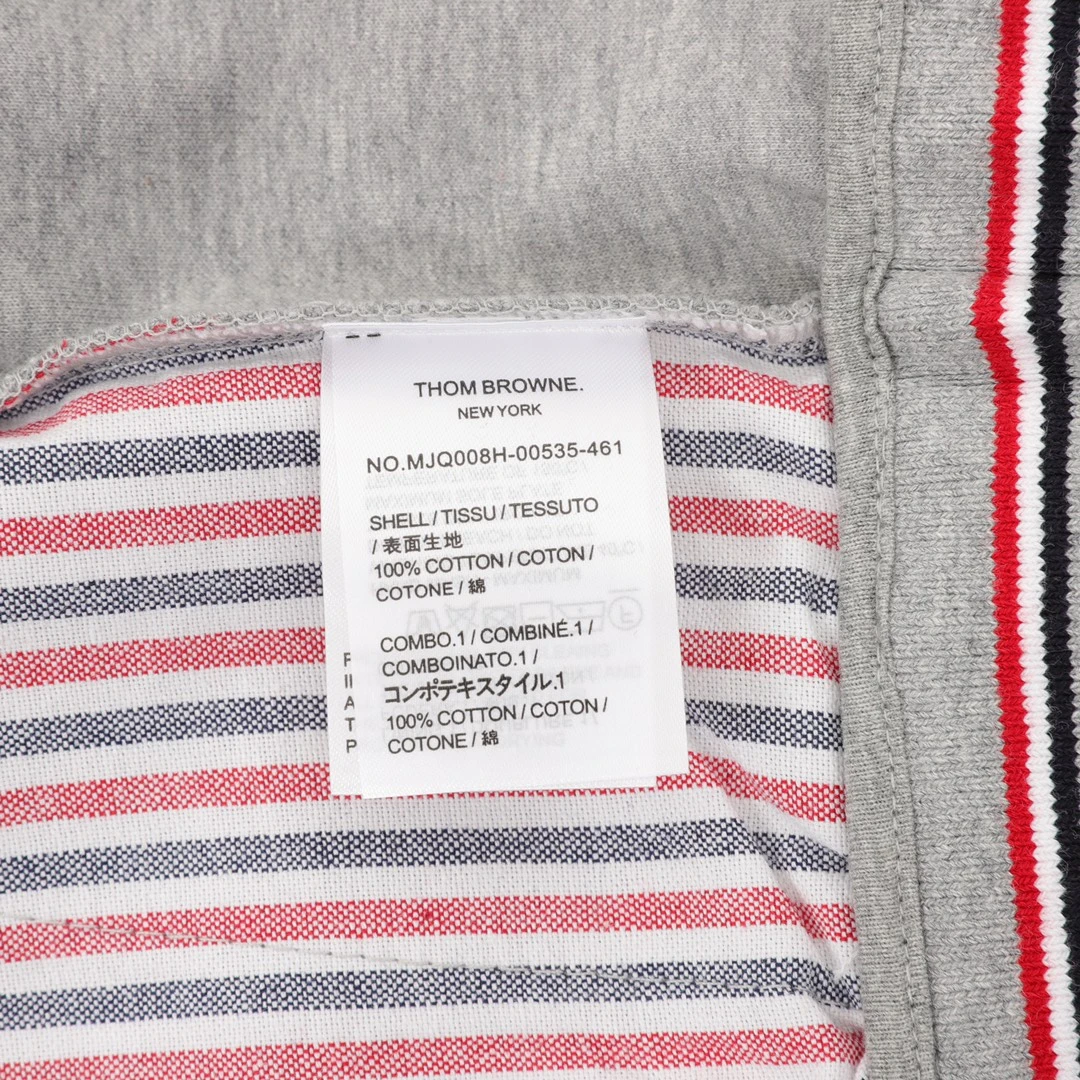 THOM BROWNE.
NEW YORK
NO.MJQ008H-00535-461
SHELL / TISSU / TESSUTO
/ 表面生地
100% COTTON / COTON /
COTONE / 綿
COMBO.1 / COMBINÉ.1 /
COMBOINATO.1 /
コンポテキスタイル.1
100% COTTON / COTON /
COTONE / 綿